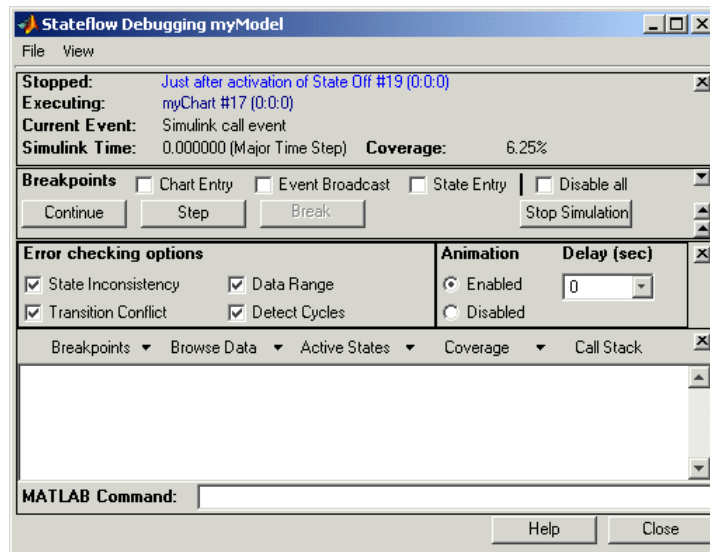 Stateflow Debugging myModel
File View
Stopped: Just after activation of State Off #19 (0:0:0)
Executing: myChart #17 (0:0:0)
Current Event: Simulink call event
Simulink Time: 0.000000 (Major Time Step) Coverage: 6.25%
Breakpoints Chart Entry Event Broadcast State Entry Disable all
Continue Step Break Stop Simulation
Error checking options Animation Delay (sec)
State Inconsistency Data Range Enabled 0
Transition Conflict Detect Cycles Disabled
Breakpoints Browse Data Active States Coverage Call Stack
MATLAB Command:
Help Close